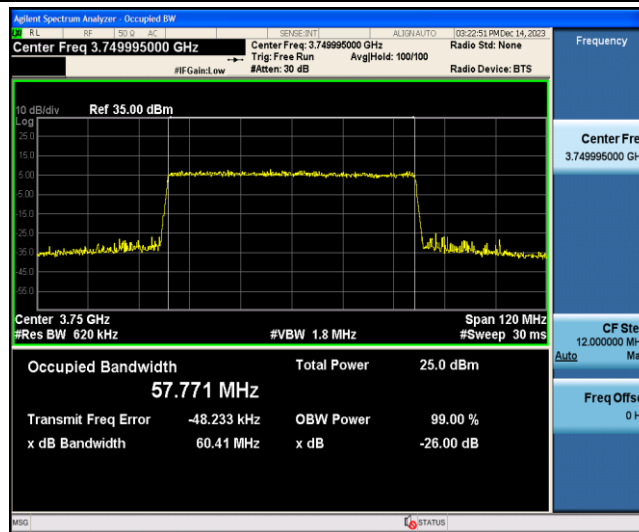 Agilent Spectrum Analyzer - Occupied BW
RL RF 50 Ω AC SENSE:INT ALIGN AUTO 03:22:51 PM Dec 14, 2023
Center Freq 3.749995000 GHz
Center Freq: 3.749995000 GHz
Radio Std: None
Trig: Free Run Avg|Hold: 100/100
#IFGain:Low #Atten: 30 dB Radio Device: BTS
10 dB/div Ref 35.00 dBm
Log
25.0
15.0
5.00
-5.00
-15.0
-25.0
-35.0
-45.0
-55.0
Center 3.75 GHz Span 120 MHz
#Res BW 620 kHz #VBW 1.8 MHz #Sweep 30 ms
Occupied Bandwidth Total Power 25.0 dBm
57.771 MHz
Transmit Freq Error -48.233 kHz OBW Power 99.00 %
x dB Bandwidth 60.41 MHz x dB -26.00 dB
MSG STATUS
Frequency
Center Fre
3.749995000 GH
CF Ste
12.000000 MH
Auto Ma
Freq Offse
0 H